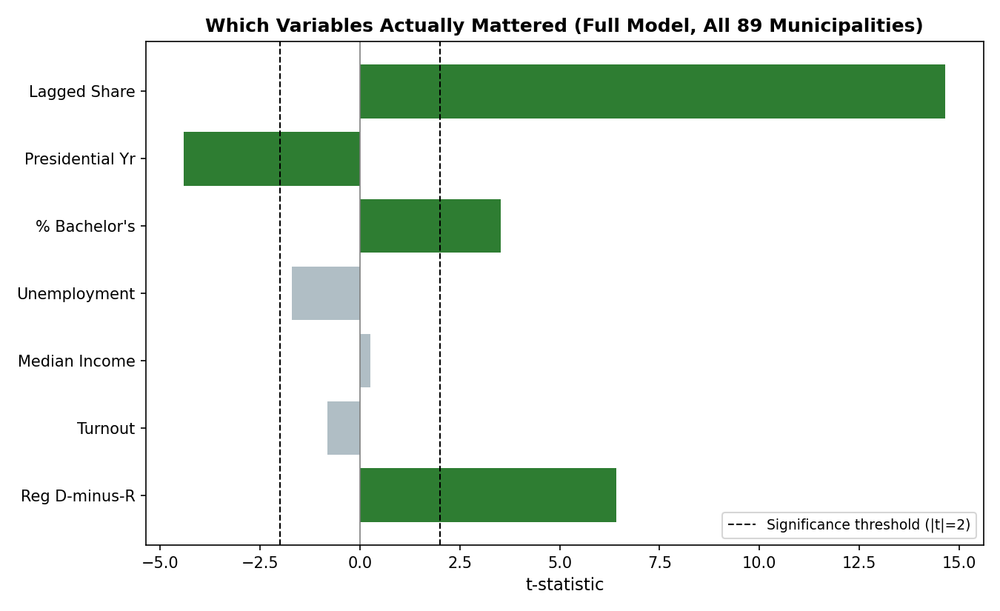 Which Variables Actually Mattered (Full Model, All 89 Municipalities)
Lagged Share
Presidential Yr
% Bachelor's
Unemployment
Median Income
Turnout
Reg D-minus-R
Significance threshold (|t|=2)
−5.0 −2.5 0.0 2.5 5.0 7.5 10.0 12.5 15.0
t-statistic